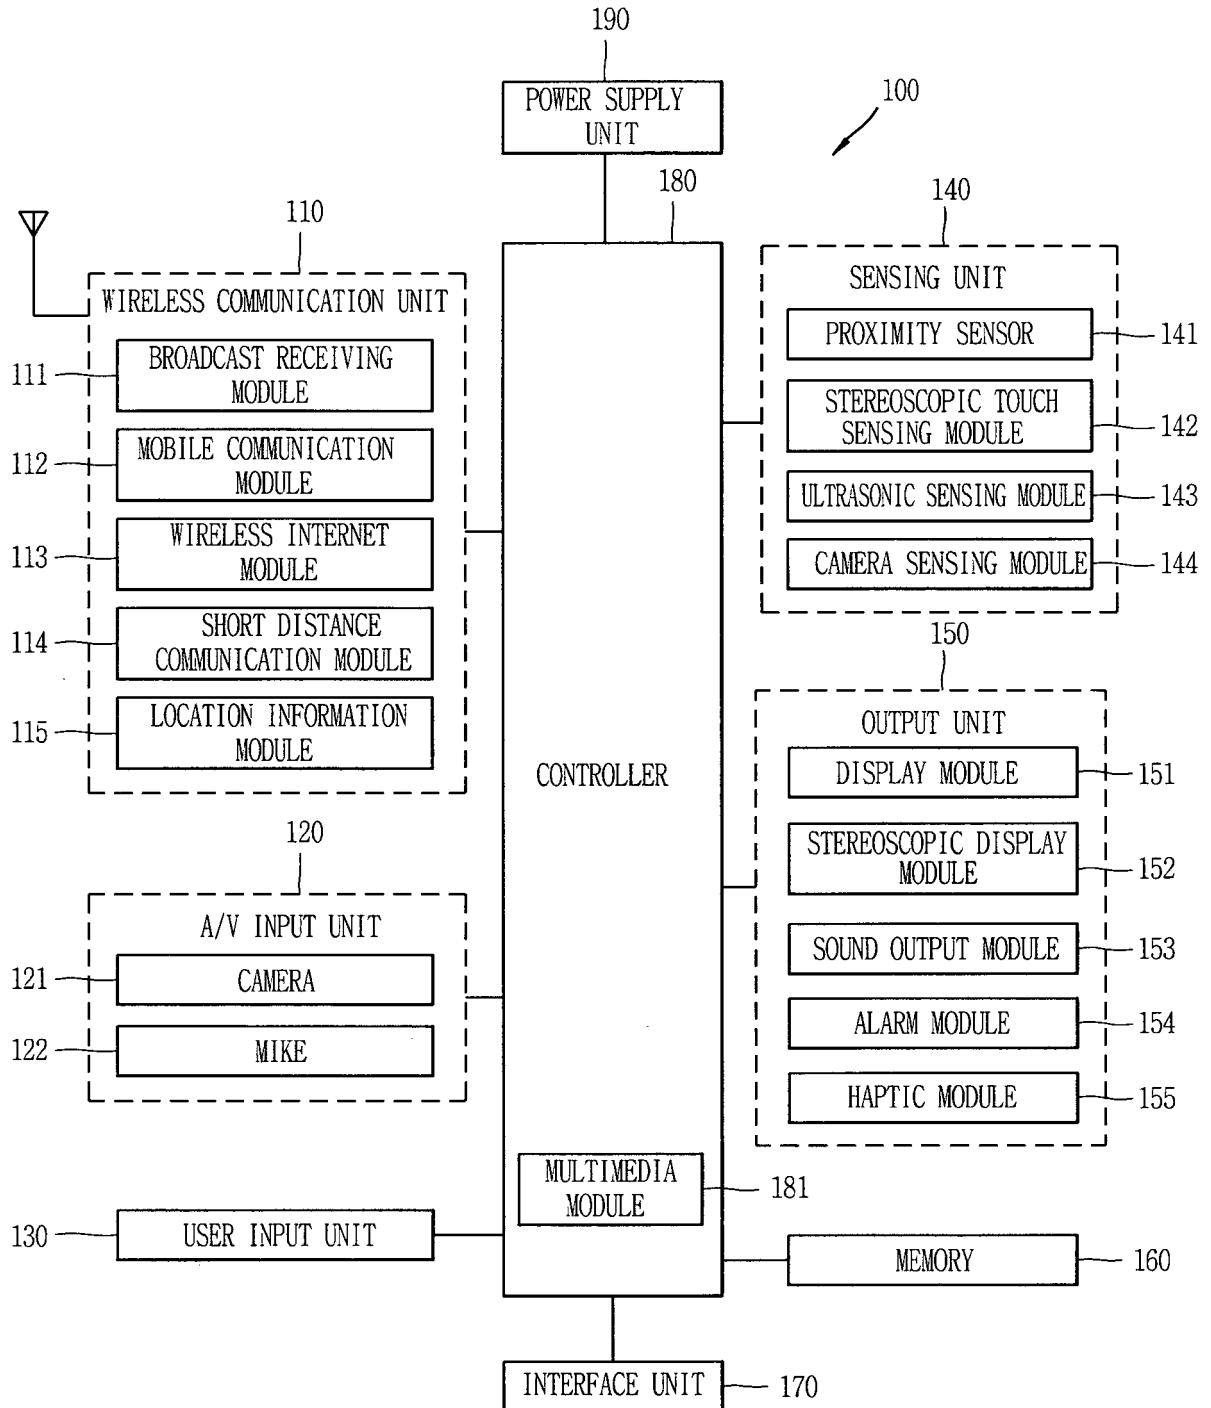 190
POWER SUPPLY
UNIT
100
180
110
WIRELESS COMMUNICATION UNIT
111
BROADCAST RECEIVING
MODULE
112
MOBILE COMMUNICATION
MODULE
113
WIRELESS INTERNET
MODULE
114
SHORT DISTANCE
COMMUNICATION MODULE
115
LOCATION INFORMATION
MODULE
120
A/V INPUT UNIT
121
CAMERA
122
MIKE
130
USER INPUT UNIT
CONTROLLER
MULTIMEDIA
MODULE
181
140
SENSING UNIT
PROXIMITY SENSOR
141
STEREOSCOPIC TOUCH
SENSING MODULE
142
ULTRASONIC SENSING MODULE
143
CAMERA SENSING MODULE
144
150
OUTPUT UNIT
DISPLAY MODULE
151
STEREOSCOPIC DISPLAY
MODULE
152
SOUND OUTPUT MODULE
153
ALARM MODULE
154
HAPTIC MODULE
155
MEMORY
160
INTERFACE UNIT
170